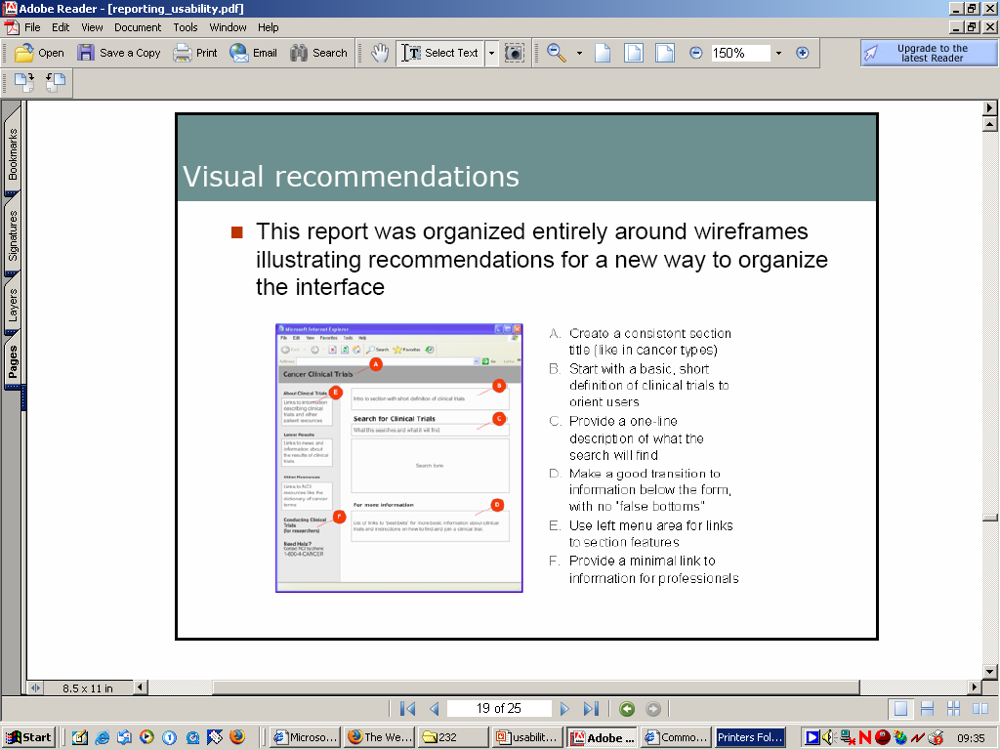 Adobe Reader - [reporting_usability.pdf]
File Edit View Document Tools Window Help
Open Save a Copy Print Email Search Select Text 150% Upgrade to the
latest Reader
Bookmarks
Signatures
Layers
Pages
Visual recommendations
This report was organized entirely around wireframes
illustrating recommendations for a new way to organize
the interface
Microsoft Internet Explorer
File Edit View Favorites Tools Help
Back Search Favorites
Address Go Links
Cancer Clinical Trials
A
About Clinical Trials
E
Links to information
describing clinical
trials and other
patient resources
Latest Results
Links to news and
information about
the results of clinical
trials
Other Resources
Links to NCI
resources like the
dictionary of cancer
terms
Conducting Clinical
Trials
(for researchers)
F
Need Help?
Contact NCI by phone
1-800-4-CANCER
B
Intro to section with short definition of clinical trials
Search for Clinical Trials
C
What this searches and what it will find
Search form
For more information
D
List of links to "best bets" for more basic information about clinical
trials and instructions on how to find and join a clinical trial.
A. Create a consistent section
title (like in cancer types)
B. Start with a basic, short
definition of clinical trials to
orient users
C. Provide a one-line
description of what the
search will find
D. Make a good transition to
information below the form,
with no "false bottoms"
E. Use left menu area for links
to section features
F. Provide a minimal link to
information for professionals
8.5 x 11 in
19 of 25
Start Microso... The We... 232 usabilit... Adobe ... Commo... Printers Fol... 09:35